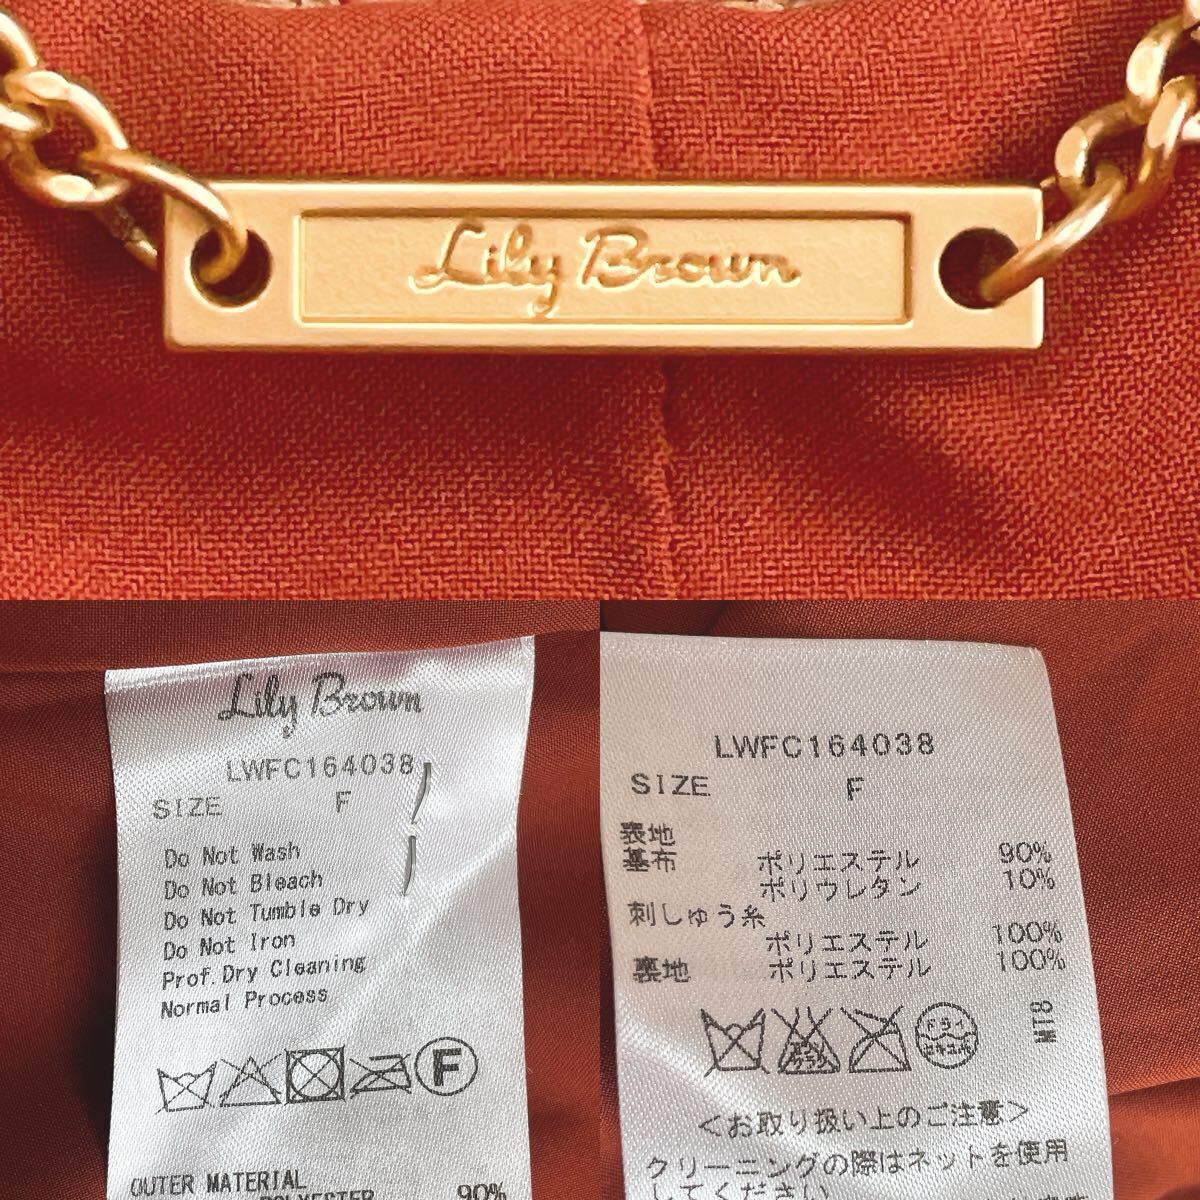 Lily Brown
Lily Brown
LWFC164038
SIZE F
Do Not Wash
Do Not Bleach
Do Not Tumble Dry
Do Not Iron
Prof.Dry Cleaning
Normal Process
F
OUTER MATERIAL
POLYESTER 90%
LWFC164038
SIZE F
表地
基布 ポリエステル 90%
ポリウレタン 10%
刺しゅう糸
ポリエステル 100%
裏地 ポリエステル 100%
ドライ
セキユ系
<お取り扱い上のご注意>
クリーニングの際はネットを使用
してください